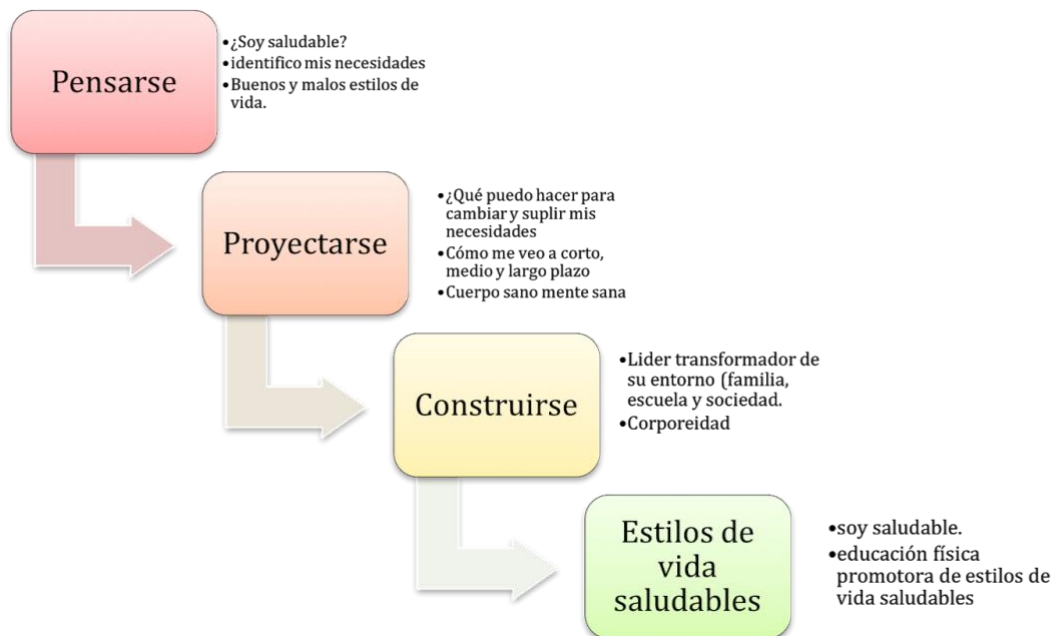 Pensarse
•¿Soy saludable?
•identifico mis necesidades
•Buenos y malos estilos de
vida.
Proyectarse
•¿Qué puedo hacer para
cambiar y suplir mis
necesidades
•Cómo me veo a corto,
medio y largo plazo
•Cuerpo sano mente sana
Construirse
•Lider transformador de
su entorno (familia,
escuela y sociedad.
•Corporeidad
Estilos de
vida
saludables
•soy saludable.
•educación física
promotora de estilos de
vida saludables